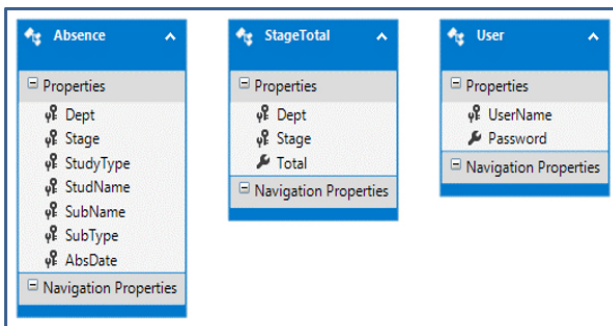 Absence
Properties
Dept
Stage
StudyType
StudName
SubName
SubType
AbsDate
Navigation Properties
StageTotal
Properties
Dept
Stage
Total
Navigation Properties
User
Properties
UserName
Password
Navigation Properties